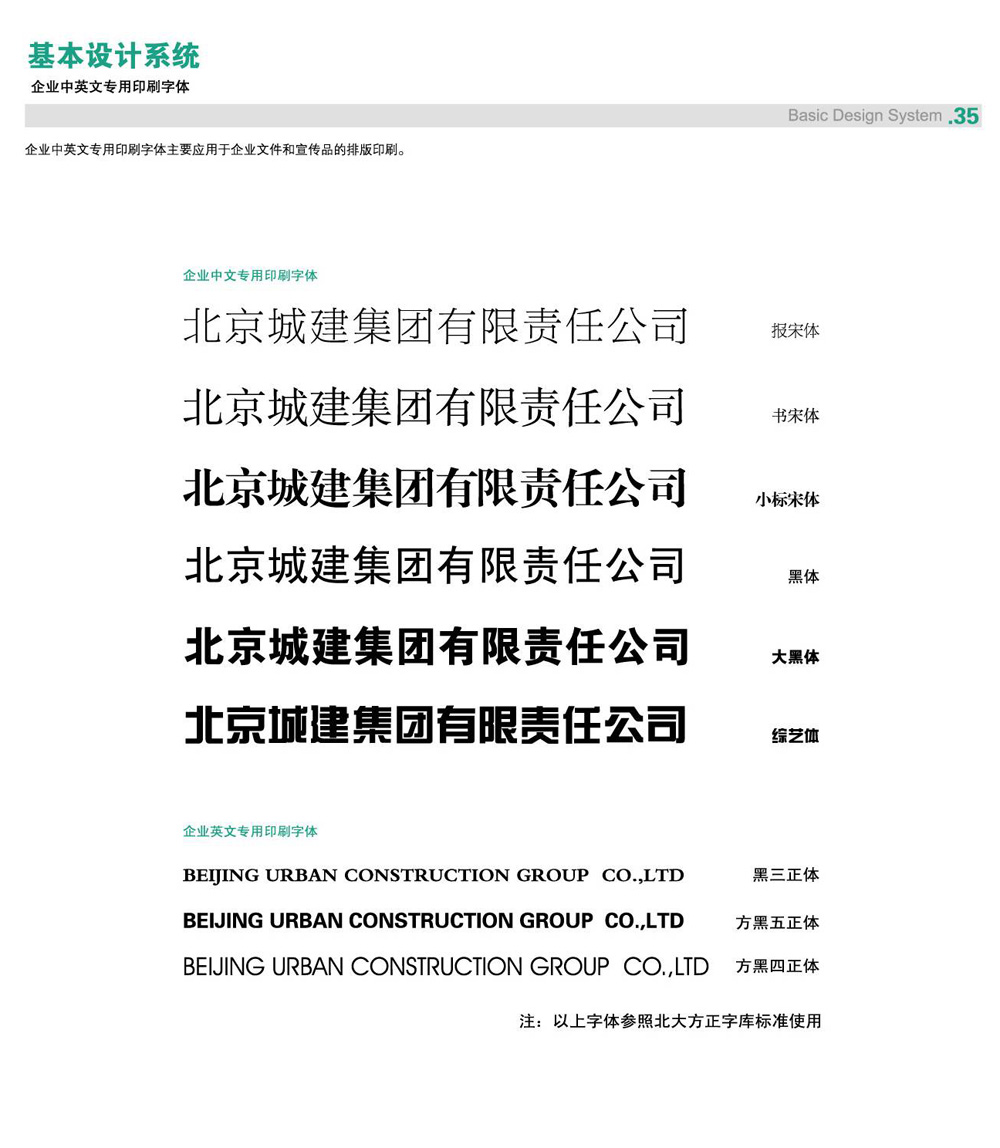 基本设计系统
企业中英文专用印刷字体
Basic Design System .35
企业中英文专用印刷字体主要应用于企业文件和宣传品的排版印刷。
企业中文专用印刷字体
北京城建集团有限责任公司 报宋体
北京城建集团有限责任公司 书宋体
北京城建集团有限责任公司 小标宋体
北京城建集团有限责任公司 黑体
北京城建集团有限责任公司 大黑体
北京城建集团有限责任公司 综艺体
企业英文专用印刷字体
BEIJING URBAN CONSTRUCTION GROUP CO.,LTD 黑三正体
BEIJING URBAN CONSTRUCTION GROUP CO.,LTD 方黑五正体
BEIJING URBAN CONSTRUCTION GROUP CO.,LTD 方黑四正体
注：以上字体参照北大方正字库标准使用